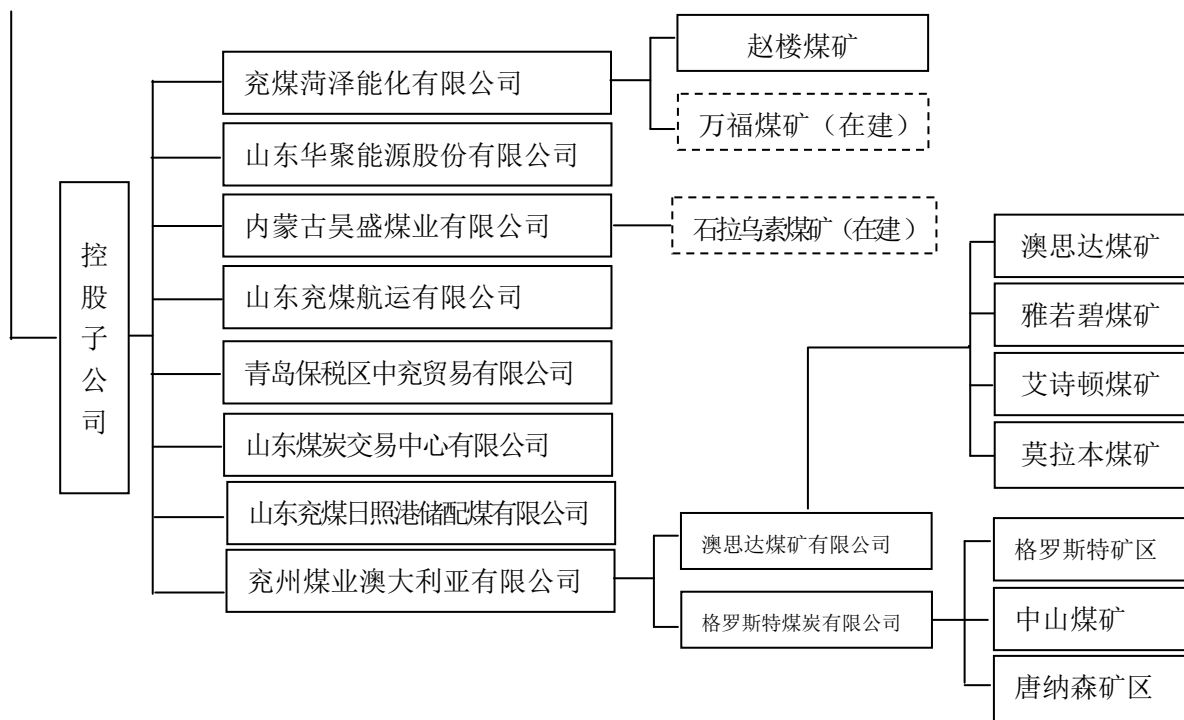 控股子公司
兖煤菏泽能化有限公司
赵楼煤矿
万福煤矿（在建）
山东华聚能源股份有限公司
内蒙古昊盛煤业有限公司
石拉乌素煤矿（在建）
山东兖煤航运有限公司
青岛保税区中兖贸易有限公司
山东煤炭交易中心有限公司
山东兖煤日照港储配煤有限公司
兖州煤业澳大利亚有限公司
澳思达煤矿有限公司
澳思达煤矿
雅若碧煤矿
艾诗顿煤矿
莫拉本煤矿
格罗斯特煤炭有限公司
格罗斯特矿区
中山煤矿
唐纳森矿区